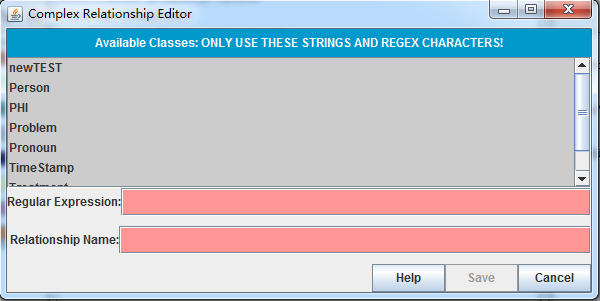 Complex Relationship Editor
Available Classes: ONLY USE THESE STRINGS AND REGEX CHARACTERS!
newTEST
Person
PHI
Problem
Pronoun
TimeStamp
Treatment
Regular Expression:
Relationship Name:
Help Save Cancel